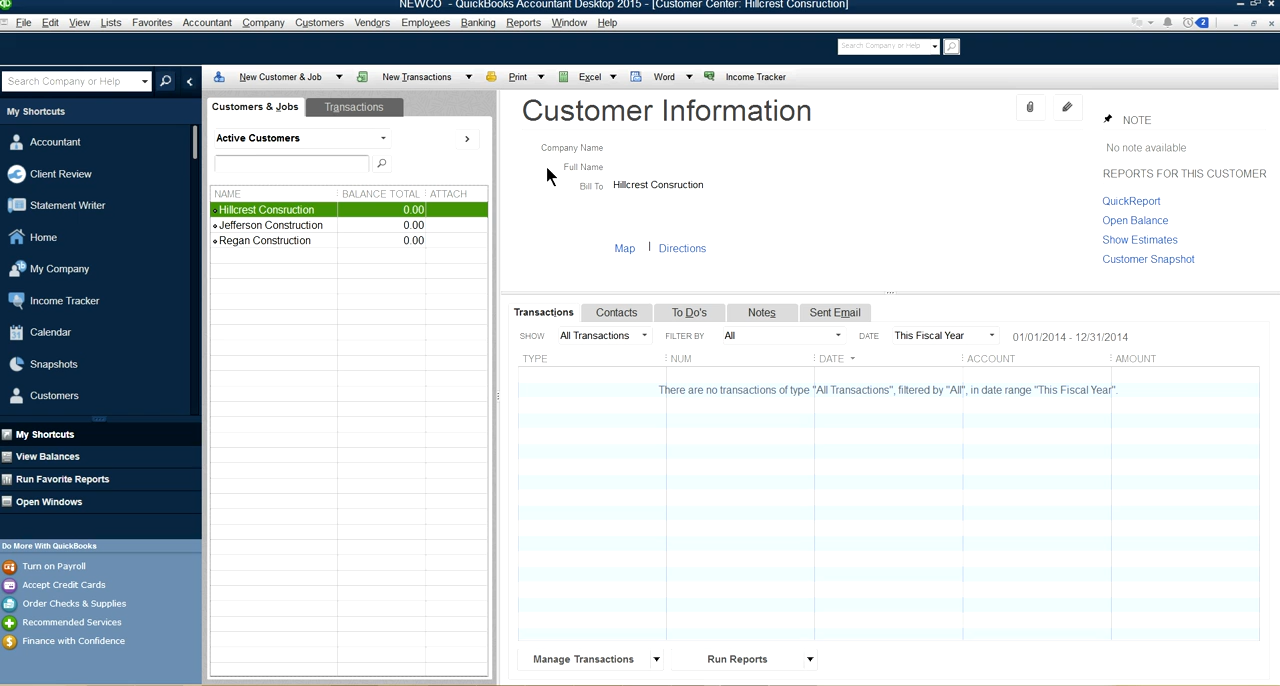 NEWCO - QuickBooks Accountant Desktop 2015 - [Customer Center: Hillcrest Consruction]
File Edit View Lists Favorites Accountant Company Customers Vendors Employees Banking Reports Window Help
2
Search Company or Help
Search Company or Help
New Customer & Job New Transactions Print Excel Word Income Tracker
My Shortcuts
Accountant
Client Review
Statement Writer
Home
My Company
Income Tracker
Calendar
Snapshots
Customers
My Shortcuts
View Balances
Run Favorite Reports
Open Windows
Do More With QuickBooks
Turn on Payroll
Accept Credit Cards
Order Checks & Supplies
Recommended Services
Finance with Confidence
Customers & Jobs Transactions
Active Customers
NAME BALANCE TOTAL ATTACH
Hillcrest Consruction 0.00
Jefferson Construction 0.00
Regan Construction 0.00
Customer Information
Company Name
Full Name
Bill To Hillcrest Consruction
Map | Directions
NOTE
No note available
REPORTS FOR THIS CUSTOMER
QuickReport
Open Balance
Show Estimates
Customer Snapshot
Transactions Contacts To Do's Notes Sent Email
SHOW All Transactions FILTER BY All DATE This Fiscal Year 01/01/2014 - 12/31/2014
TYPE NUM DATE ACCOUNT AMOUNT
There are no transactions of type "All Transactions", filtered by "All", in date range "This Fiscal Year".
Manage Transactions Run Reports